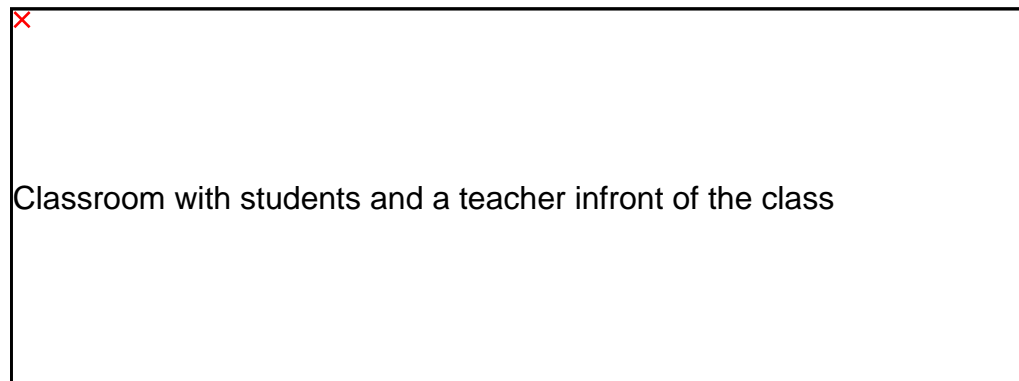 Classroom with students and a teacher infront of the class